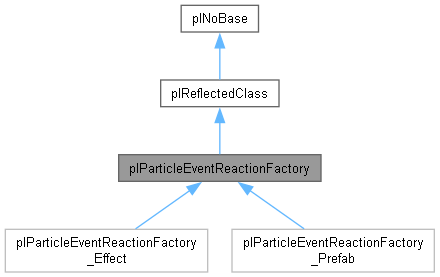 plNoBase
plReflectedClass
plParticleEventReactionFactory
plParticleEventReactionFactory
_Effect
plParticleEventReactionFactory
_Prefab